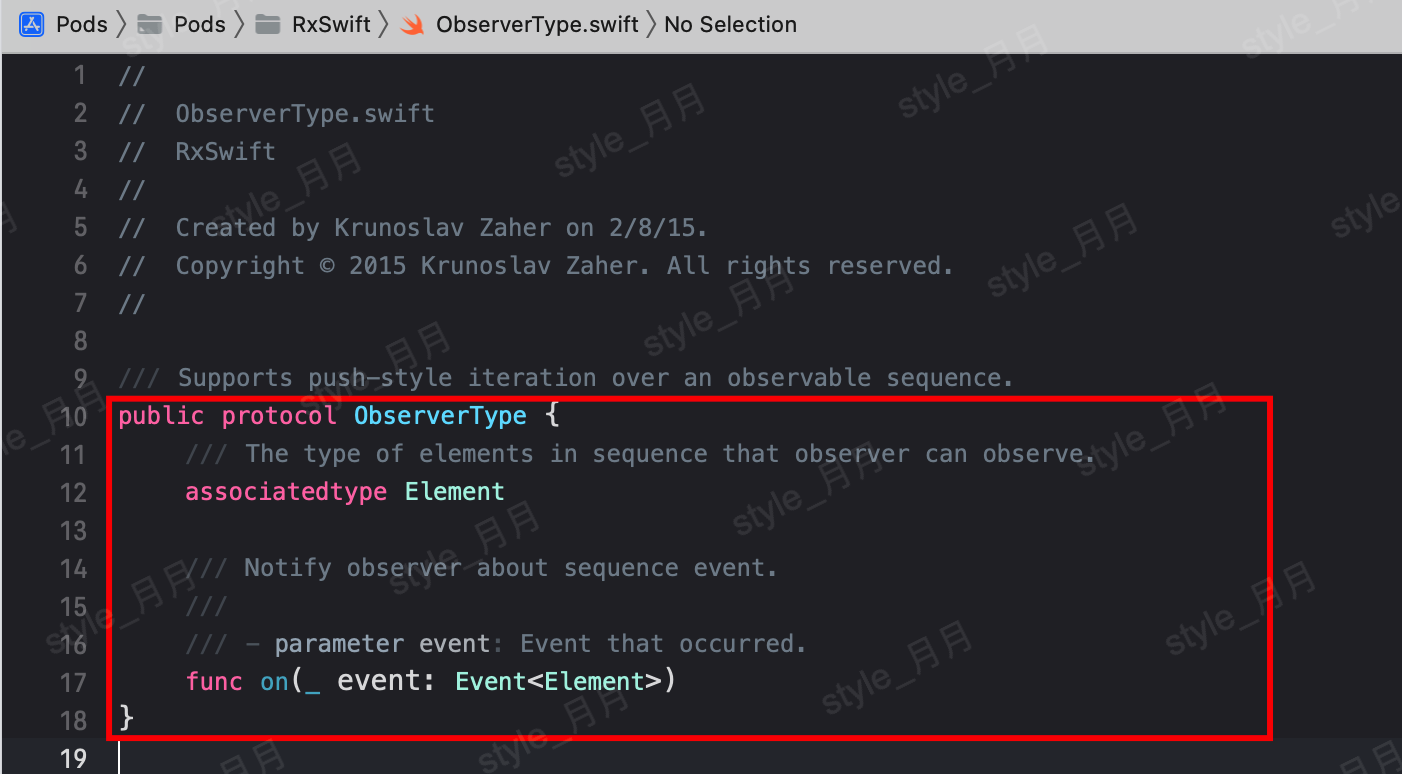 Pods 〉 Pods 〉 RxSwift 〉 ObserverType.swift 〉 No Selection
1 //
2 //  ObserverType.swift
3 //  RxSwift
4 //
5 //  Created by Krunoslav Zaher on 2/8/15.
6 //  Copyright © 2015 Krunoslav Zaher. All rights reserved.
7 //
8
9 /// Supports push-style iteration over an observable sequence.
10 public protocol ObserverType {
11     /// The type of elements in sequence that observer can observe.
12     associatedtype Element
13
14     /// Notify observer about sequence event.
15     ///
16     /// - parameter event: Event that occurred.
17     func on(_ event: Event<Element>)
18 }
19
style_月月